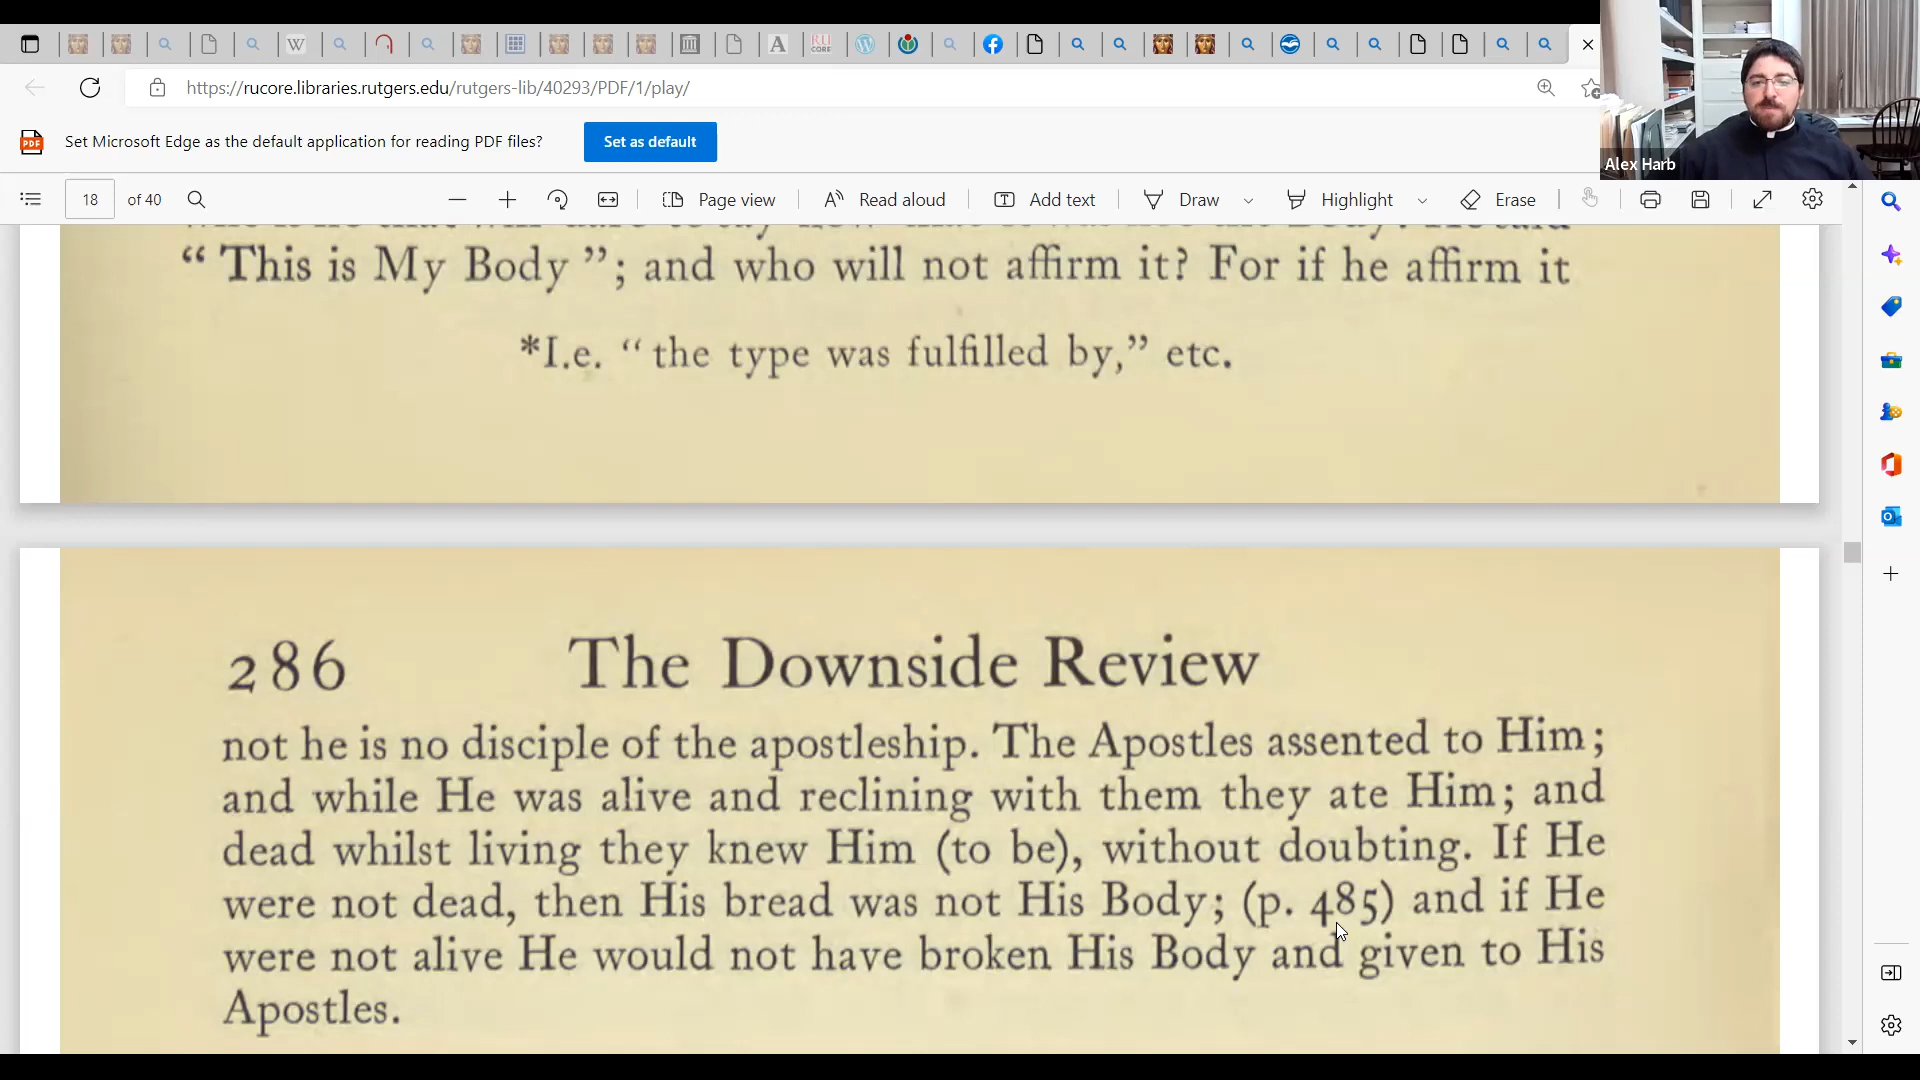 W
A
RU
CORE
https://rucore.libraries.rutgers.edu/rutgers-lib/40293/PDF/1/play/
PDF
Set Microsoft Edge as the default application for reading PDF files?
Set as default
Alex Harb
18
of 40
Page view
Read aloud
Add text
Draw
Highlight
Erase
“ This is My Body ”; and who will not affirm it? For if he affirm it
*I.e. “ the type was fulfilled by,” etc.
286
The Downside Review
not he is no disciple of the apostleship. The Apostles assented to Him;
and while He was alive and reclining with them they ate Him; and
dead whilst living they knew Him (to be), without doubting. If He
were not dead, then His bread was not His Body; (p. 485) and if He
were not alive He would not have broken His Body and given to His
Apostles.